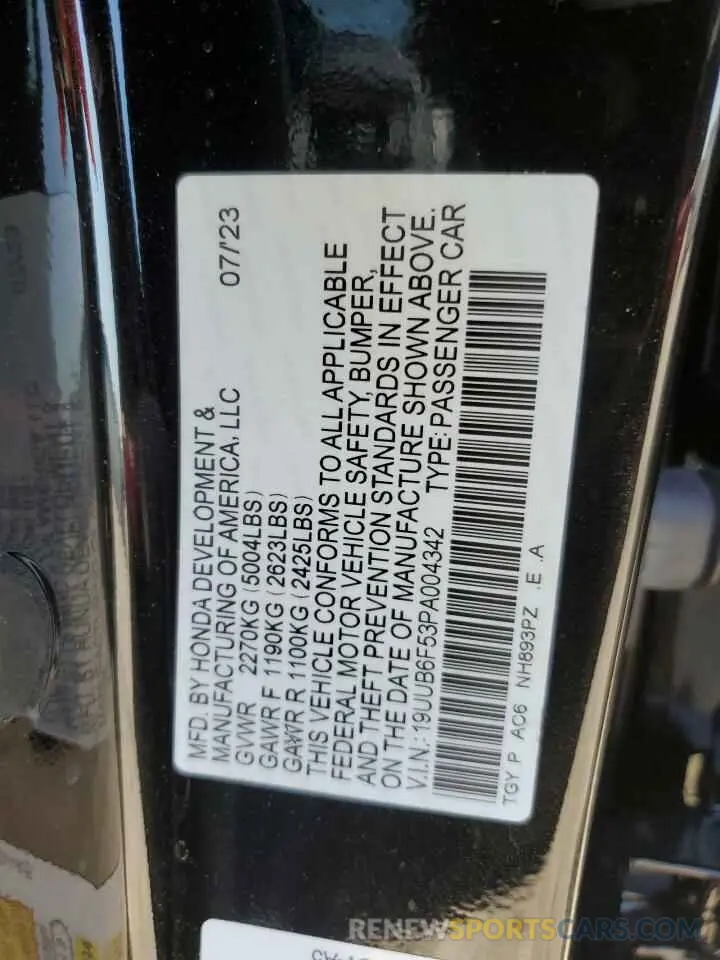 MFD. BY HONDA DEVELOPMENT &
MANUFACTURING OF AMERICA, LLC 07/'23
GVWR 2270KG (5004LBS)
GAWR F 1190KG (2623LBS)
GAWR R 1100KG (2425LBS)
THIS VEHICLE CONFORMS TO ALL APPLICABLE
FEDERAL MOTOR VEHICLE SAFETY, BUMPER,
AND THEFT PREVENTION STANDARDS IN EFFECT
ON THE DATE OF MANUFACTURE SHOWN ABOVE.
V.I.N.: 19UUB6F53PA004342 TYPE: PASSENGER CAR
TGY P AC6 NH893PZ .E .A
RENEWSPORTSCARS.COM